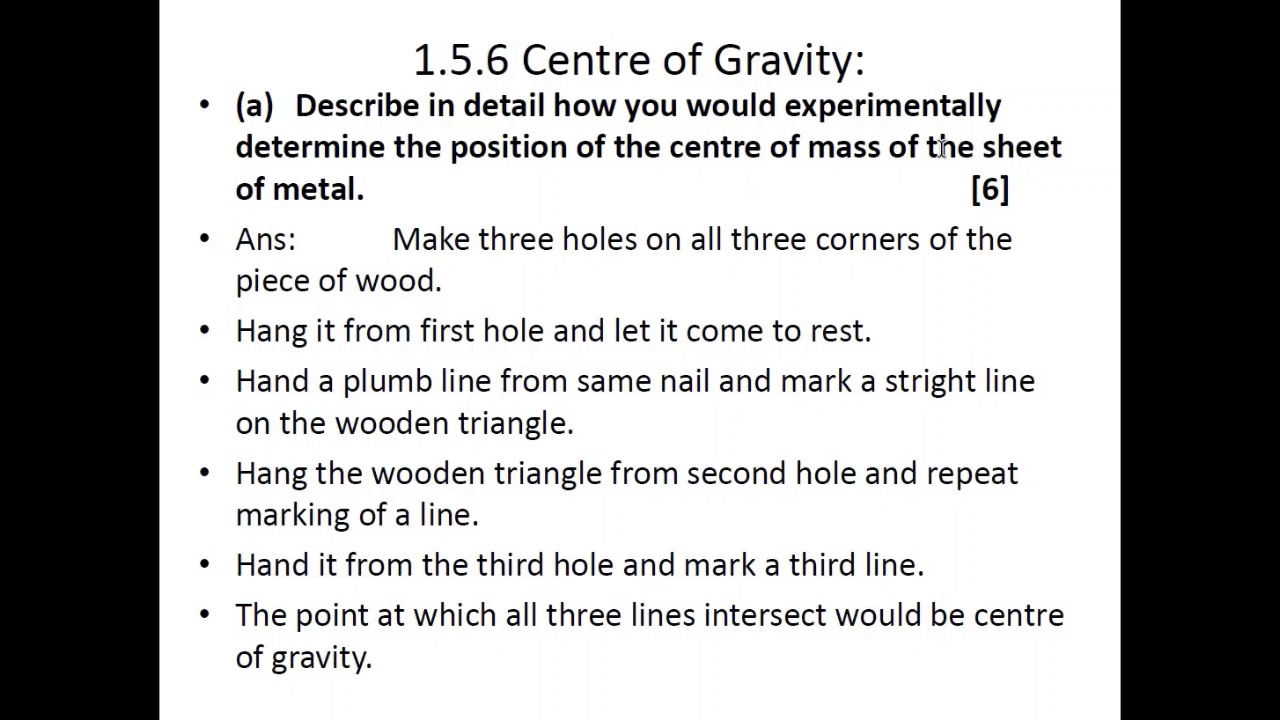 1.5.6 Centre of Gravity:
• (a) Describe in detail how you would experimentally
determine the position of the centre of mass of the sheet
of metal. [6]
• Ans: Make three holes on all three corners of the
piece of wood.
• Hang it from first hole and let it come to rest.
• Hand a plumb line from same nail and mark a stright line
on the wooden triangle.
• Hang the wooden triangle from second hole and repeat
marking of a line.
• Hand it from the third hole and mark a third line.
• The point at which all three lines intersect would be centre
of gravity.